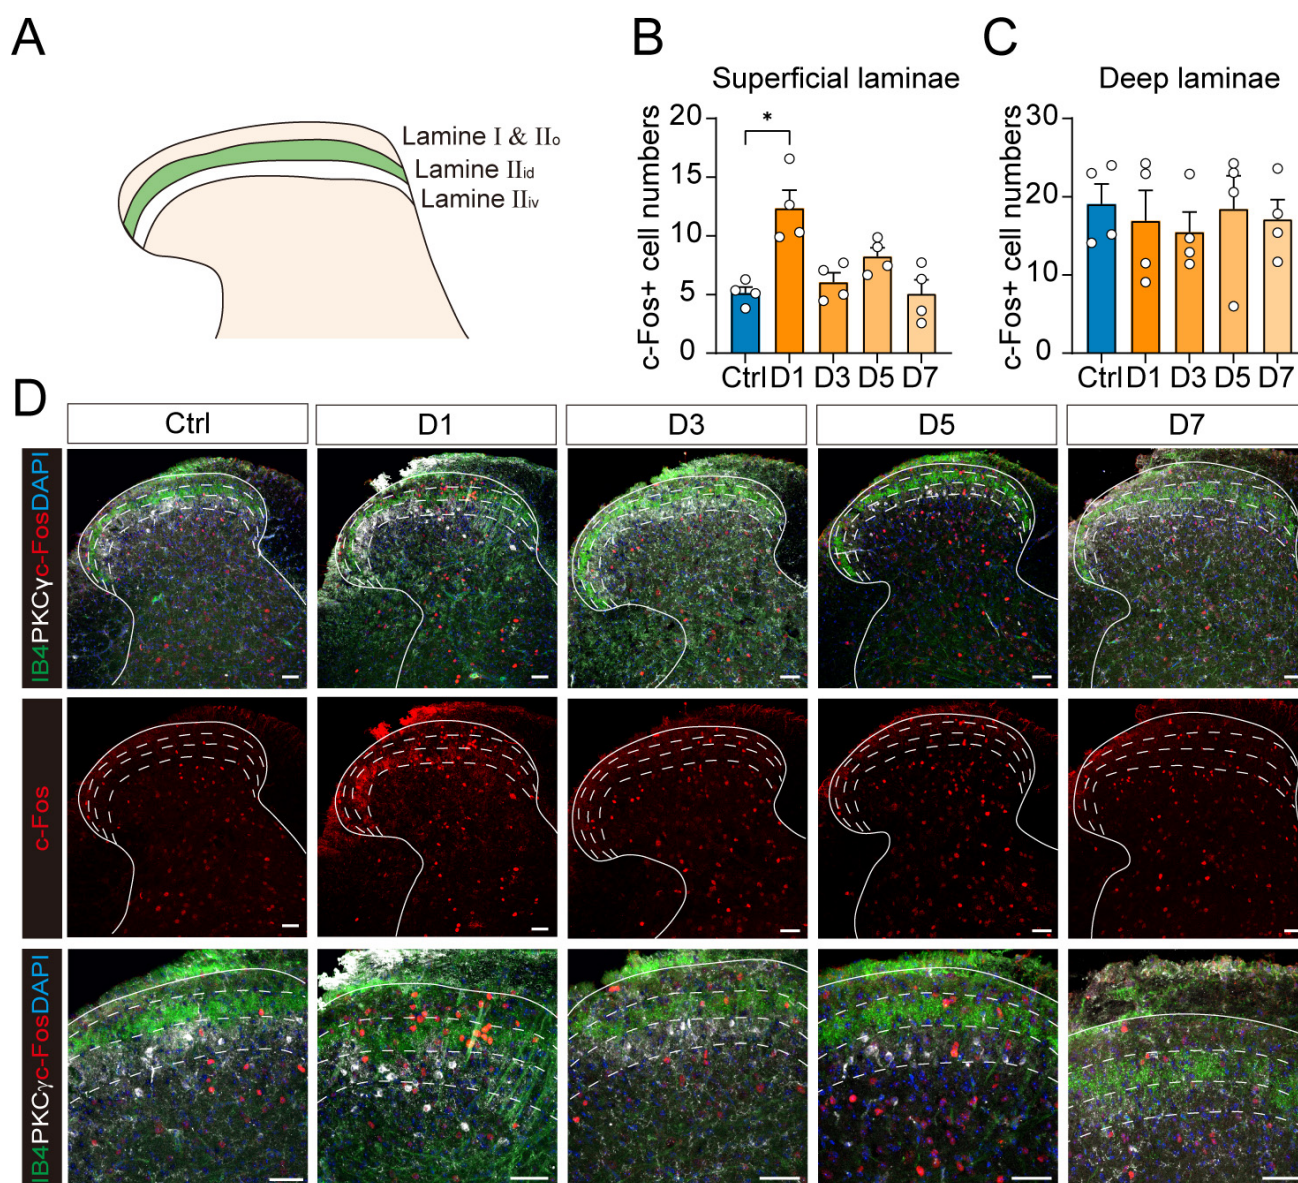 A
Lamine I & IIo
Lamine IIid
Lamine IIiv
B
Superficial laminae
c-Fos+ cell numbers
20
15
10
5
0
*
Ctrl D1 D3 D5 D7
C
Deep laminae
c-Fos+ cell numbers
30
20
10
0
Ctrl D1 D3 D5 D7
D
Ctrl D1 D3 D5 D7
IB4PKCγc-FosDAPI
c-Fos
IB4PKCγc-FosDAPI